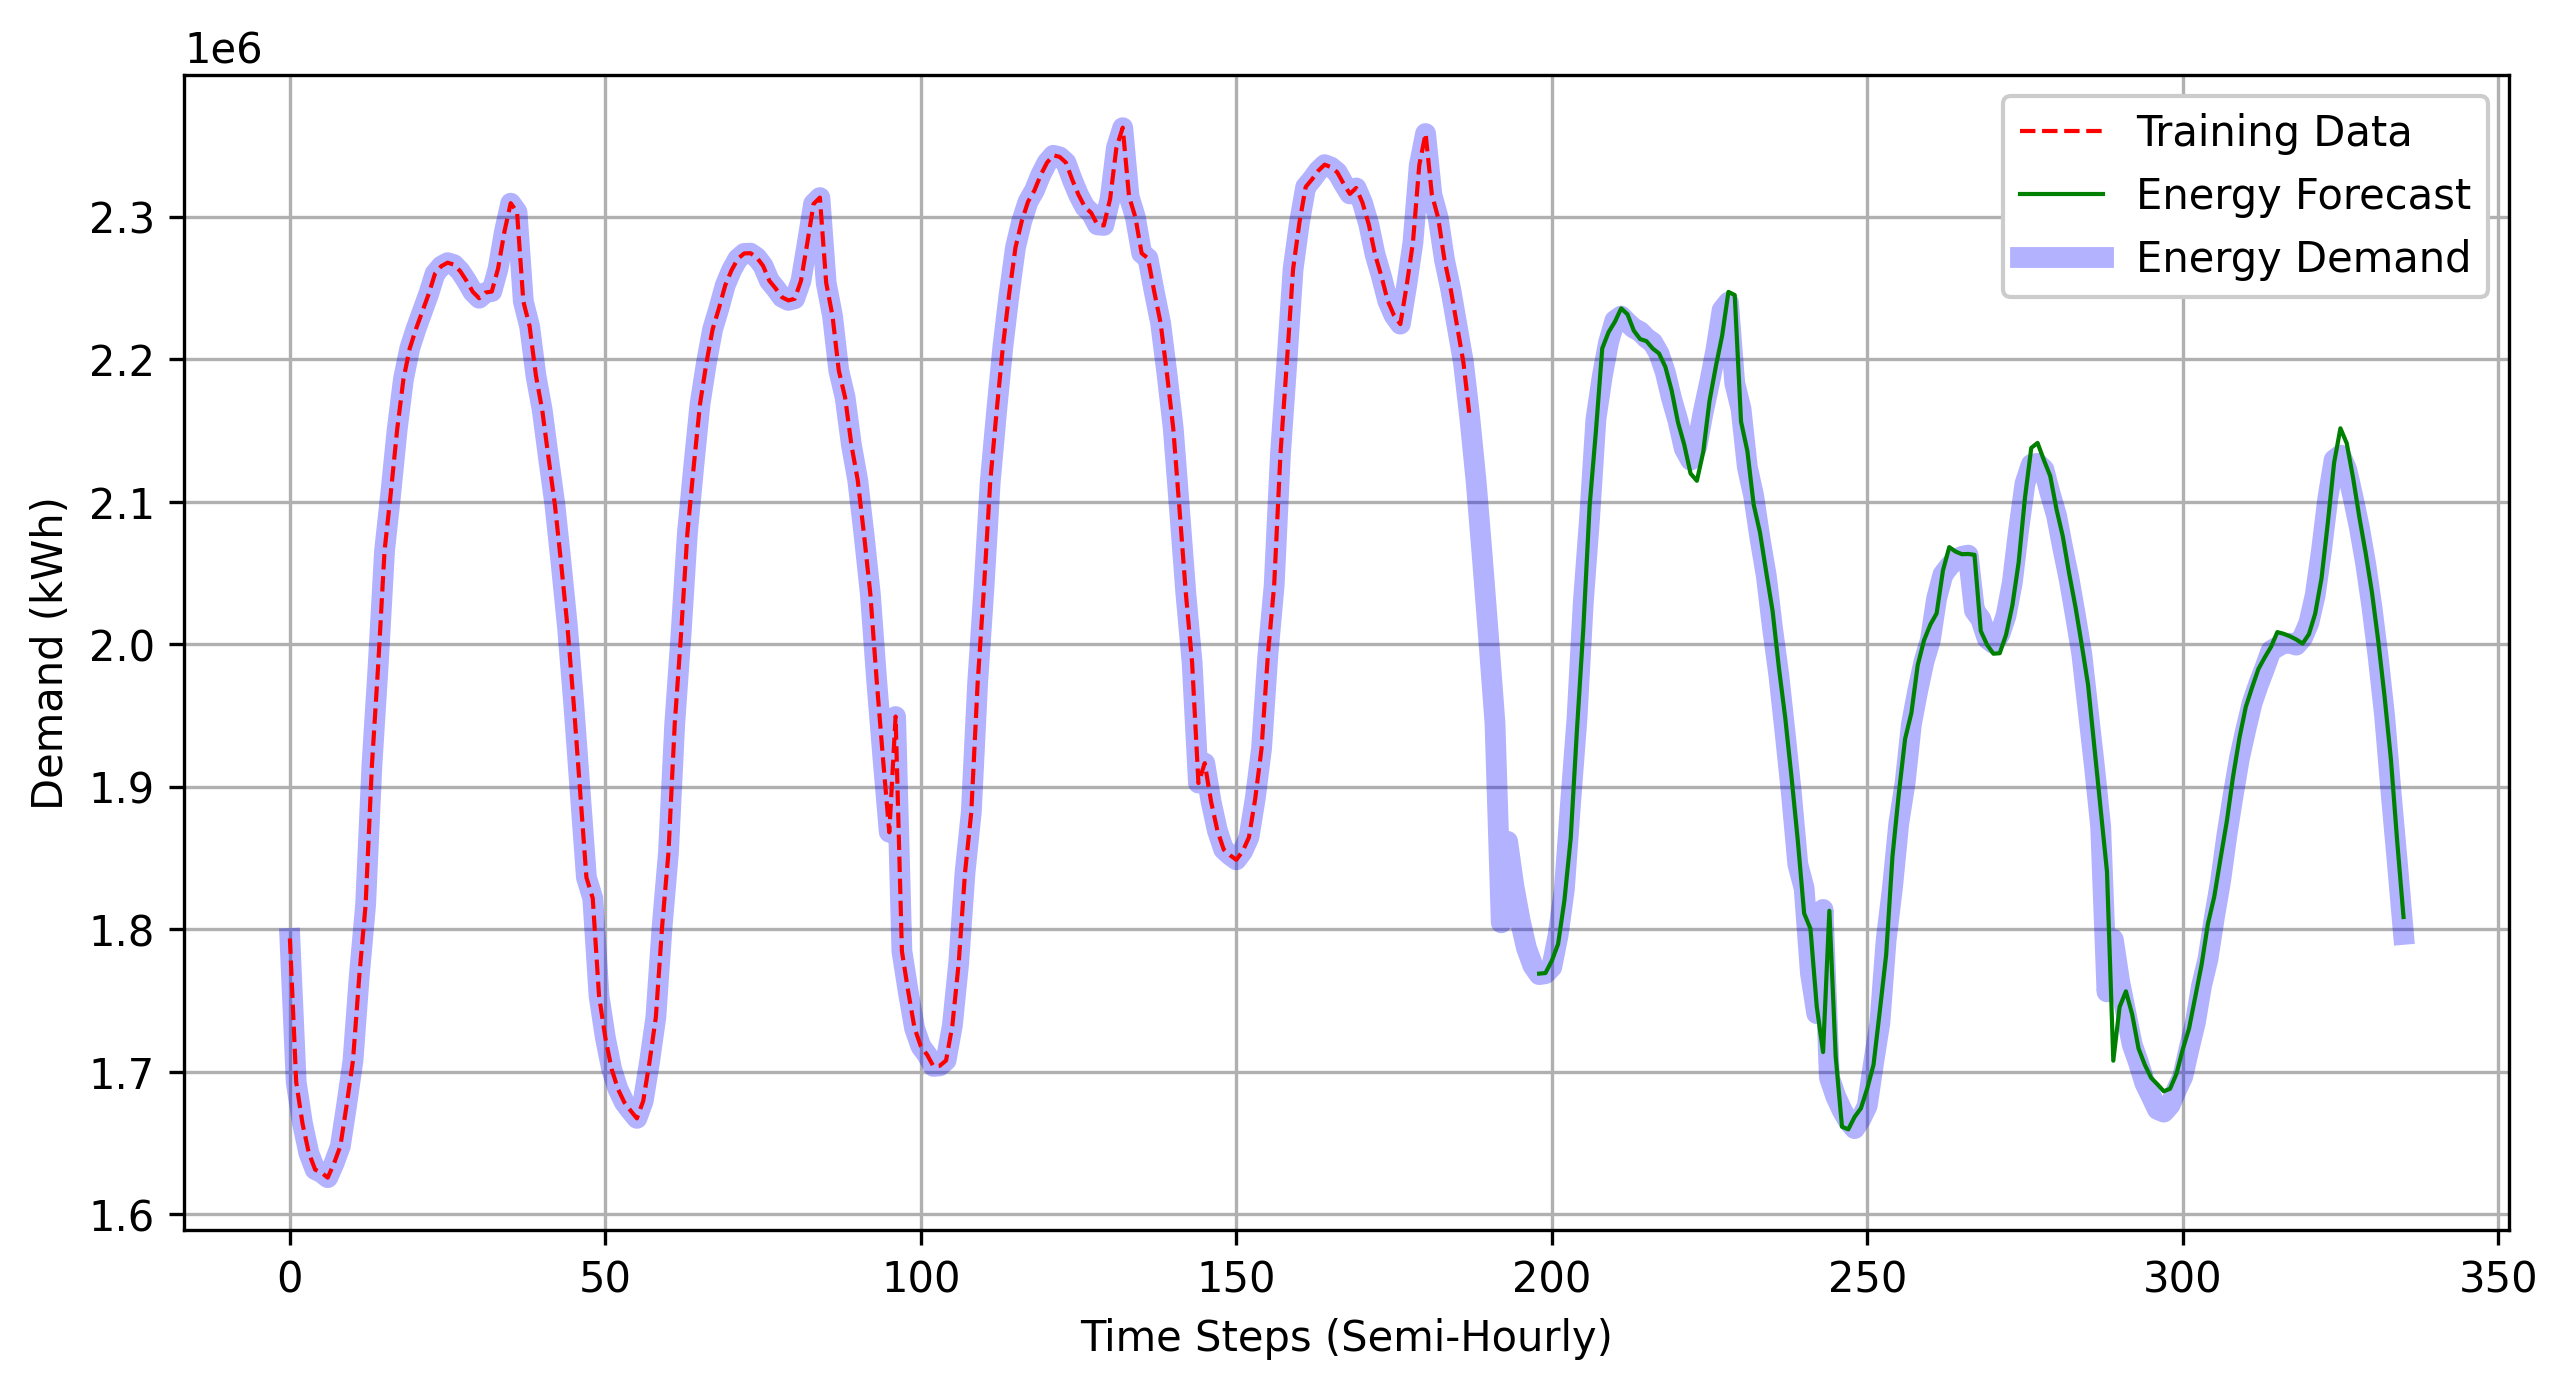 1e6
Training Data
Energy Forecast
Energy Demand
2.3
2.2
2.1
2.0
1.9
1.8
1.7
1.6
Demand (kWh)
0 50 100 150 200 250 300 350
Time Steps (Semi-Hourly)